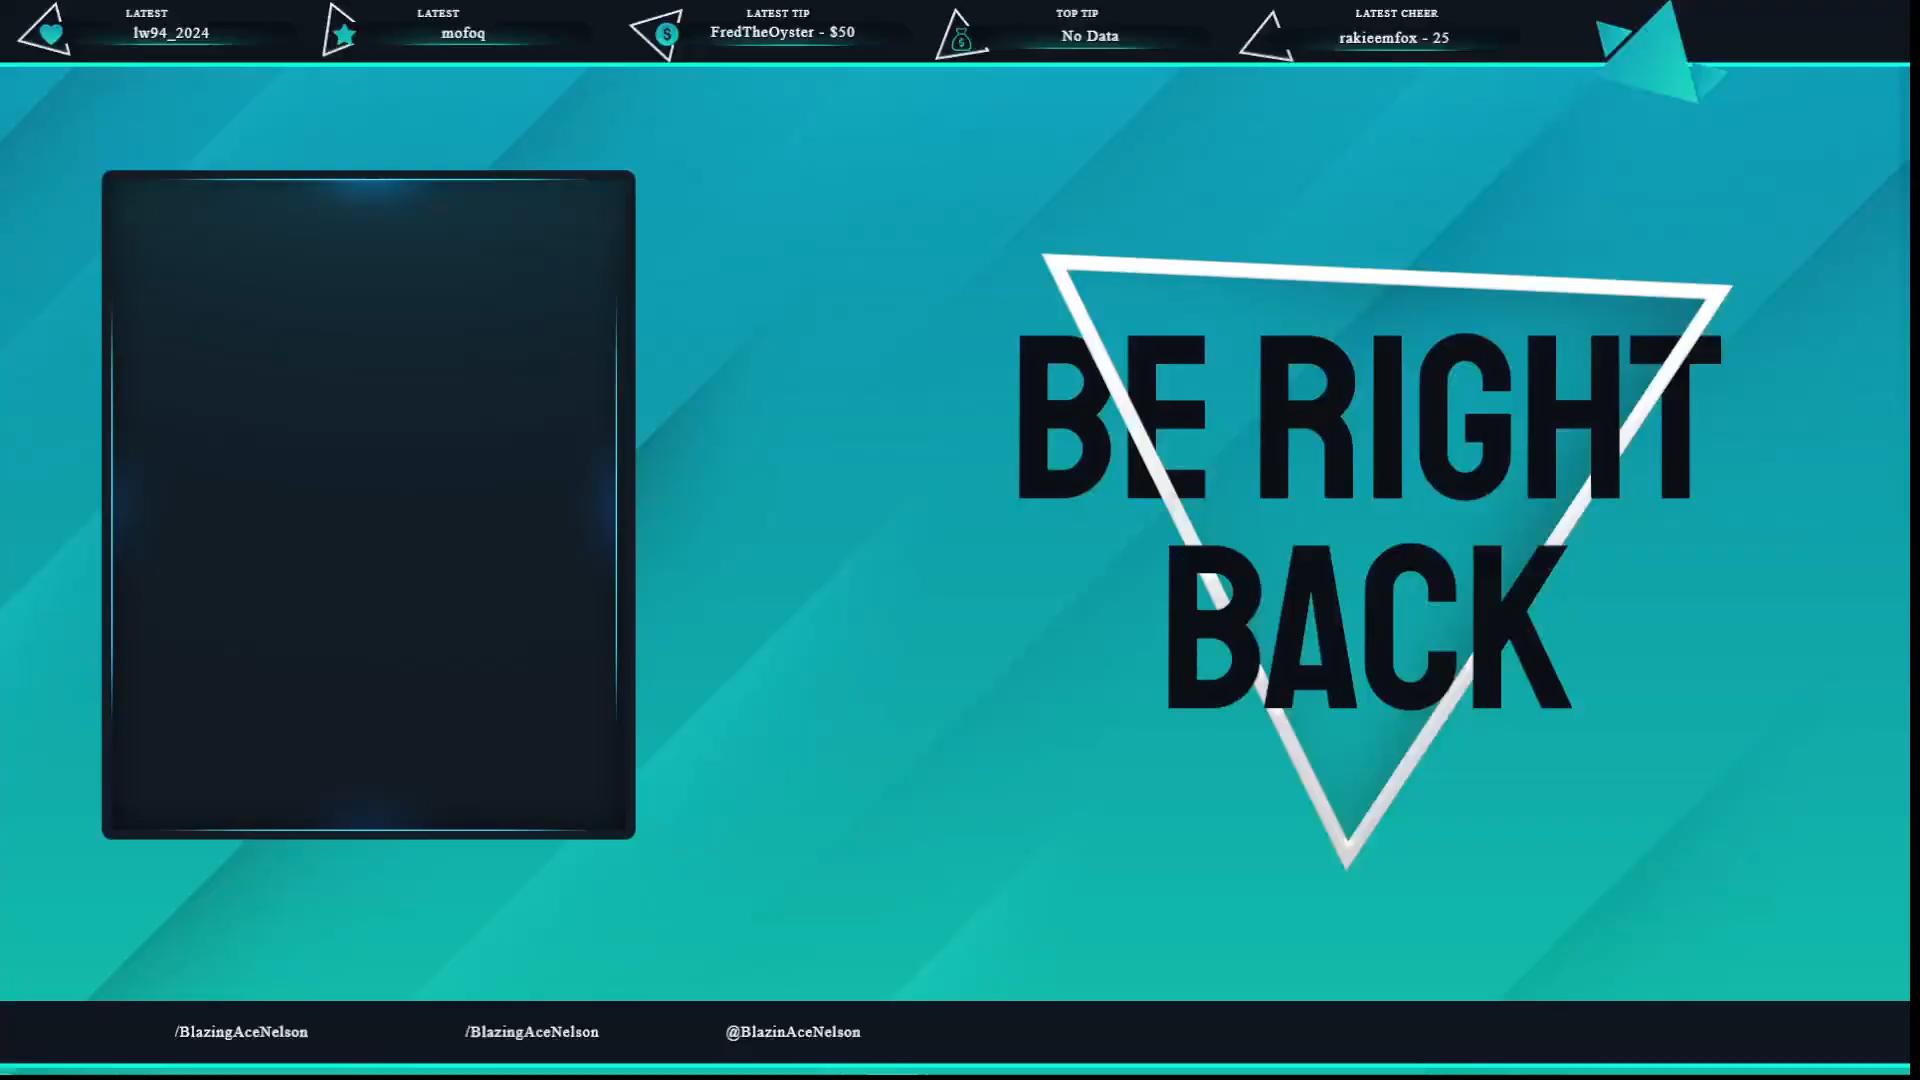 LATEST
lw94_2024
LATEST
mofoq
LATEST TIP
FredTheOyster - $50
TOP TIP
No Data
LATEST CHEER
rakieemfox - 25
BE RIGHT
BACK
/BlazingAceNelson
/BlazingAceNelson
@BlazinAceNelson